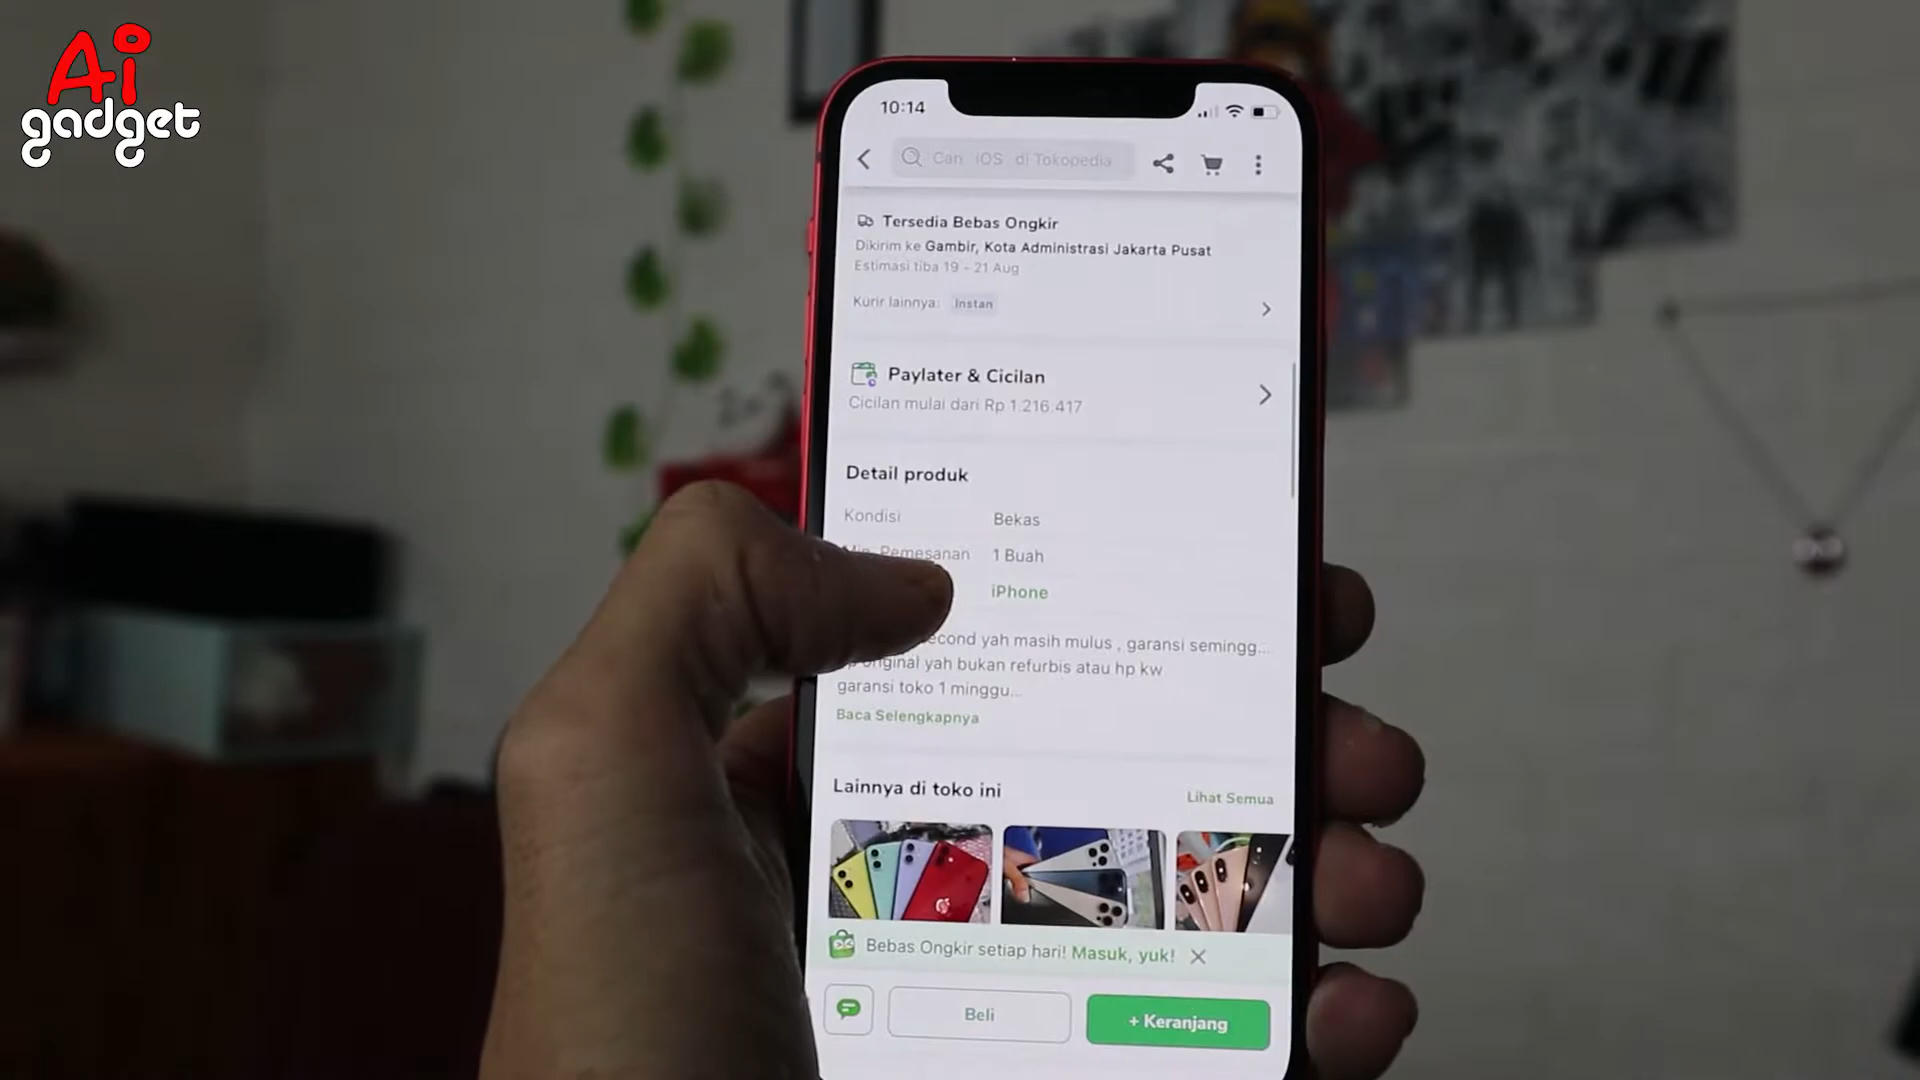 Ai
gadget
10:14
Cari iOS di Tokopedia
Tersedia Bebas Ongkir
Dikirim ke Gambir, Kota Administrasi Jakarta Pusat
Estimasi tiba 19 - 21 Aug
Kurir lainnya: Instan
Paylater & Cicilan
Cicilan mulai dari Rp 1.216.417
Detail produk
Kondisi Bekas
Min. Pemesanan 1 Buah
iPhone
yah masih mulus , garansi semingg...
original yah bukan refurbis atau hp kw
garansi toko 1 minggu...
Baca Selengkapnya
Lainnya di toko ini Lihat Semua
Bebas Ongkir setiap hari! Masuk, yuk!
Beli
+ Keranjang